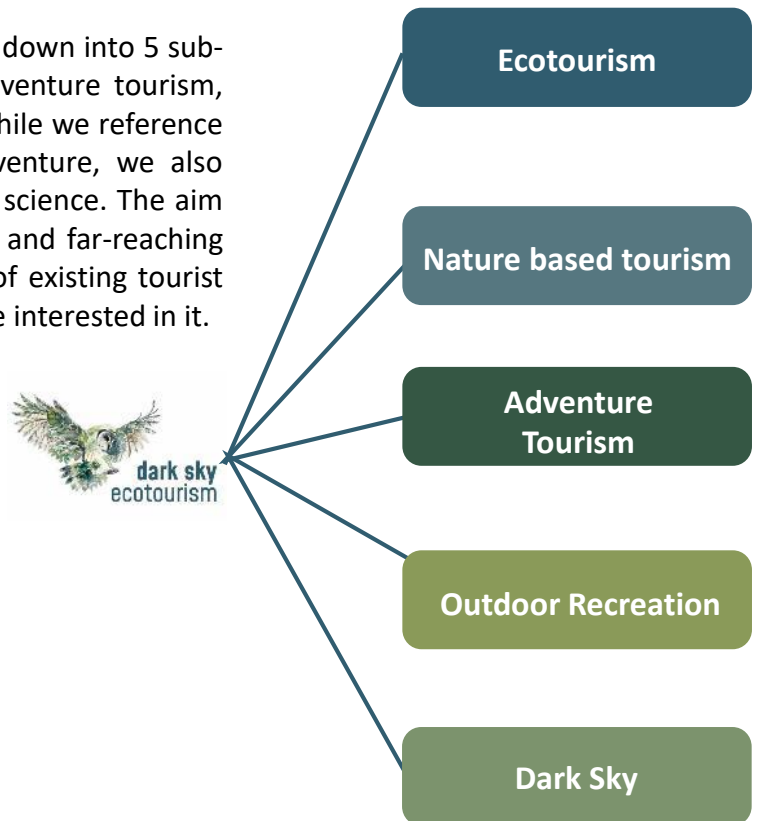 down into 5 sub-
venture tourism,
hile we reference
venture, we also
science. The aim
and far-reaching
of existing tourist
e interested in it.
dark sky
ecotourism
Ecotourism
Nature based tourism
Adventure
Tourism
Outdoor Recreation
Dark Sky